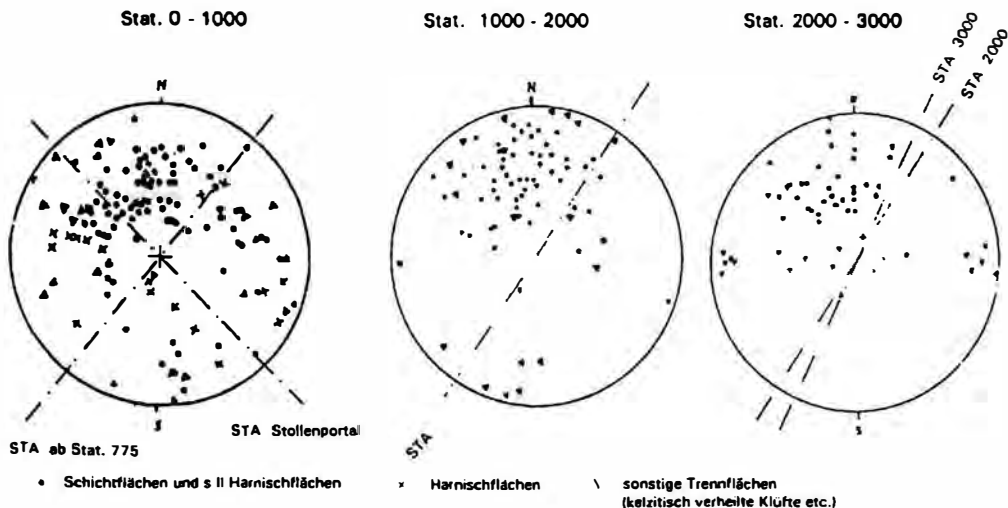 Stat. 0 - 1000
Stat. 1000 - 2000
Stat. 2000 - 3000
STA 3000
STA 2000
N
N
S
S
STA ab Stat. 775
STA Stollenportal
STA
• Schichtflächen und s II Harnischflächen
x Harnischflächen
\ sonstige Trennflächen
(kelzitisch verheilte Klüfte etc.)